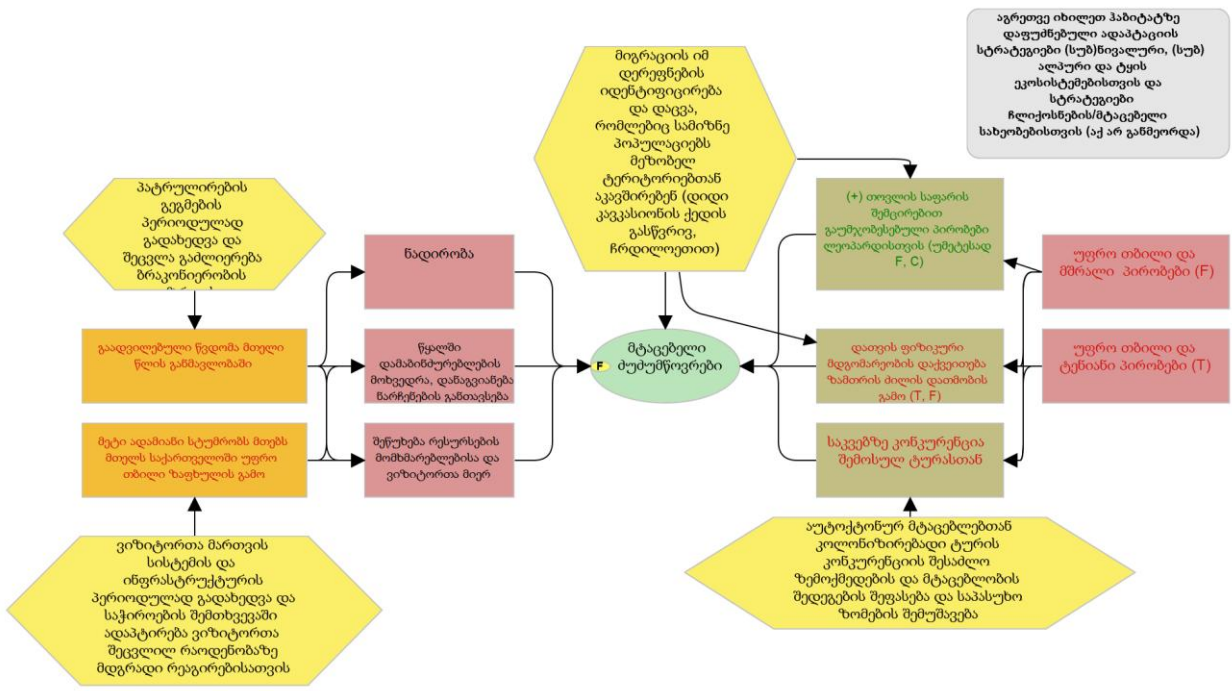 აგრეთვე იხილეთ ჰაბიტატზე
დაფუძნებული ადაპტაციის
სტრატეგიები (სუბ)ნივალური, (სუბ)
ალპური და ტყის
ეკოსისტემებისთვის და
სტრატეგიები
ჩლიქოსნების/მტაცებელი
სახეობებისთვის (აქ არ განმეორდა)
მიგრაციის იმ
დერეფნების
იდენტიფიცირება
და დაცვა,
რომლებიც სამიზნე
პოპულაციებს
მეზობელ
ტერიტორიებთან
აკავშირებენ (დიდი
კავკასიონის ქედის
გასწვრივ,
ჩრდილოეთით)
პატრულირების
გეგმების
პერიოდულად
გადახედვა და
შეცვლა გაძლიერება
ბრაკონიერობის
ნადირობა
(+) თოვლის საფარის
შემცირებით
გაუმჯობესებული პირობები
ლეოპარდისთვის (უმეტესად
F, C)
უფრო თბილი და
მშრალი პირობები (F)
გაადვილებული წვდომა მთელი
წლის განმავლობაში
წყალში
დამაბინძურებლების
მოხვედრა, დანაგვიანება
ნარჩენების განთავსება
F
მტაცებელი
ძუძუმწოვრები
დათვის ფიზიკური
მდგომარეობის დაქვეითება
ზამთრის ძილის დათმობის
გამო (T, F)
უფრო თბილი და
ტენიანი პირობები (T)
მეტი ადამიანი სტუმრობს მთებს
მთელს საქართველოში უფრო
თბილი ზაფხულის გამო
შეწუხება რესურსების
მომხმარებლებისა და
ვიზიტორთა მიერ
საკვებზე კონკურენცია
შემოსულ ტურასთან
ვიზიტორთა მართვის
სისტემის და
ინფრასტრუქტურის
პერიოდულად გადახედვა და
საჭიროების შემთხვევაში
ადაპტირება ვიზიტორთა
შეცვლილ რაოდენობაზე
მდგრადი რეაგირებისათვის
აუტოქტონურ მტაცებლებთან
კოლონიზირებადი ტურის
კონკურენციის შესაძლო
ზემოქმედების და მტაცებლობის
შედეგების შეფასება და საპასუხო
ზომების შემუშავება